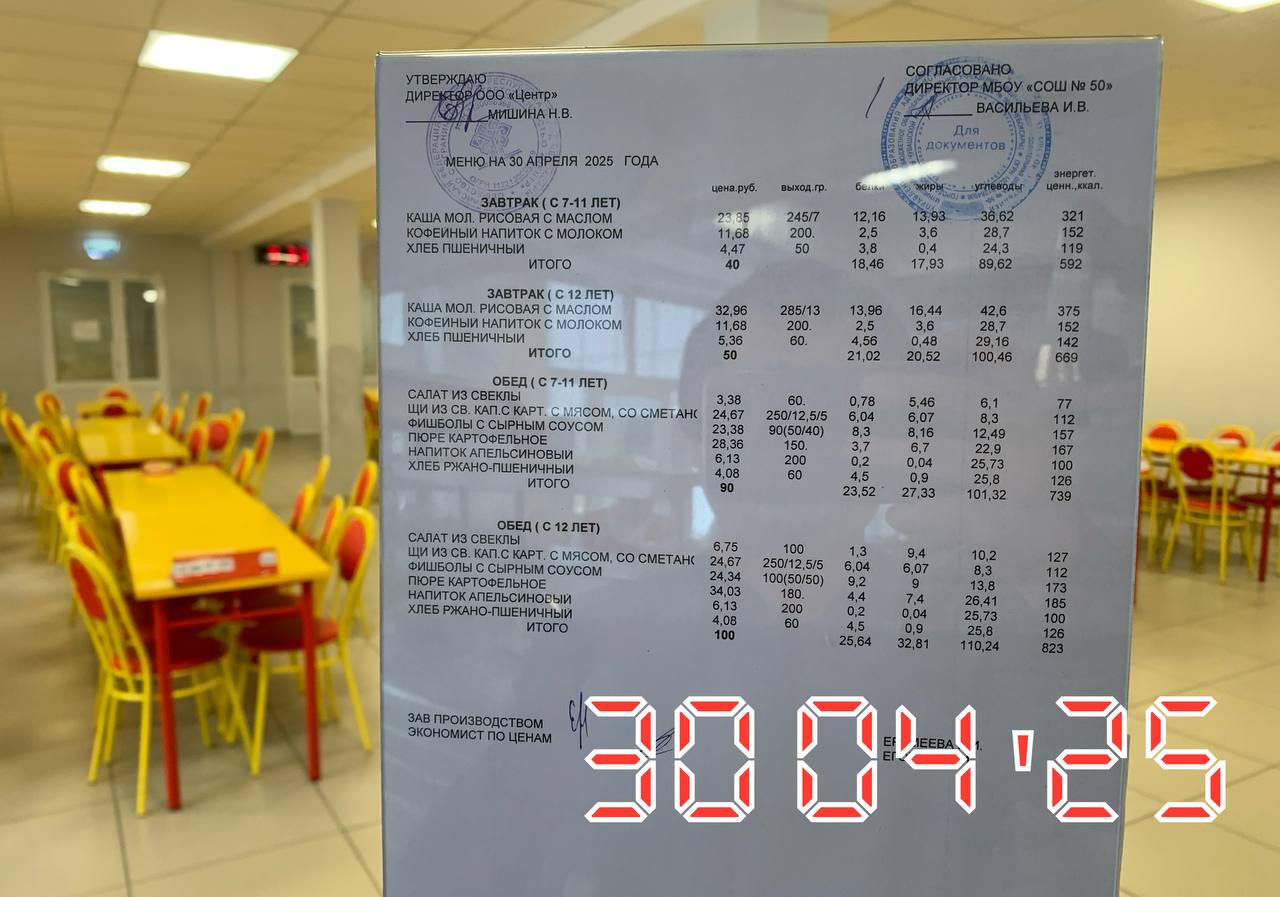 УТВЕРЖДАЮ
ДИРЕКТОР ООО «Центр»
МИШИНА Н.В.
СОГЛАСОВАНО
ДИРЕКТОР МБОУ «СОШ № 50»
ВАСИЛЬЕВА И.В.
Для
документов
МЕНЮ НА 30 АПРЕЛЯ 2025 ГОДА
цена.руб. выход.гр. белки жиры углеводы энергет. ценн.,ккал.
ЗАВТРАК ( С 7-11 ЛЕТ)
КАША МОЛ. РИСОВАЯ С МАСЛОМ 23,85 245/7 12,16 13,93 36,62 321
КОФЕЙНЫЙ НАПИТОК С МОЛОКОМ 11,68 200. 2,5 3,6 28,7 152
ХЛЕБ ПШЕНИЧНЫЙ 4,47 50 3,8 0,4 24,3 119
ИТОГО 40 18,46 17,93 89,62 592
ЗАВТРАК ( С 12 ЛЕТ)
КАША МОЛ. РИСОВАЯ С МАСЛОМ 32,96 285/13 13,96 16,44 42,6 375
КОФЕЙНЫЙ НАПИТОК С МОЛОКОМ 11,68 200. 2,5 3,6 28,7 152
ХЛЕБ ПШЕНИЧНЫЙ 5,36 60. 4,56 0,48 29,16 142
ИТОГО 50 21,02 20,52 100,46 669
ОБЕД ( С 7-11 ЛЕТ)
САЛАТ ИЗ СВЕКЛЫ 3,38 60. 0,78 5,46 6,1 77
ЩИ ИЗ СВ. КАП.С КАРТ. С МЯСОМ, СО СМЕТАНО 24,67 250/12,5/5 6,04 6,07 8,3 112
ФИШБОЛЫ С СЫРНЫМ СОУСОМ 23,38 90(50/40) 8,3 8,16 12,49 157
ПЮРЕ КАРТОФЕЛЬНОЕ 28,36 150. 3,7 6,7 22,9 167
НАПИТОК АПЕЛЬСИНОВЫЙ 6,13 200 0,2 0,04 25,73 100
ХЛЕБ РЖАНО-ПШЕНИЧНЫЙ 4,08 60 4,5 0,9 25,8 126
ИТОГО 90 23,52 27,33 101,32 739
ОБЕД ( С 12 ЛЕТ)
САЛАТ ИЗ СВЕКЛЫ 6,75 100 1,3 9,4 10,2 127
ЩИ ИЗ СВ. КАП.С КАРТ. С МЯСОМ, СО СМЕТАНО 24,67 250/12,5/5 6,04 6,07 8,3 112
ФИШБОЛЫ С СЫРНЫМ СОУСОМ 24,34 100(50/50) 9,2 9 13,8 173
ПЮРЕ КАРТОФЕЛЬНОЕ 34,03 180. 4,4 7,4 26,41 185
НАПИТОК АПЕЛЬСИНОВЫЙ 6,13 200 0,2 0,04 25,73 100
ХЛЕБ РЖАНО-ПШЕНИЧНЫЙ 4,08 60 4,5 0,9 25,8 126
ИТОГО 100 25,64 32,81 110,24 823
ЗАВ ПРОИЗВОДСТВОМ
ЭКОНОМИСТ ПО ЦЕНАМ
30 04 '25